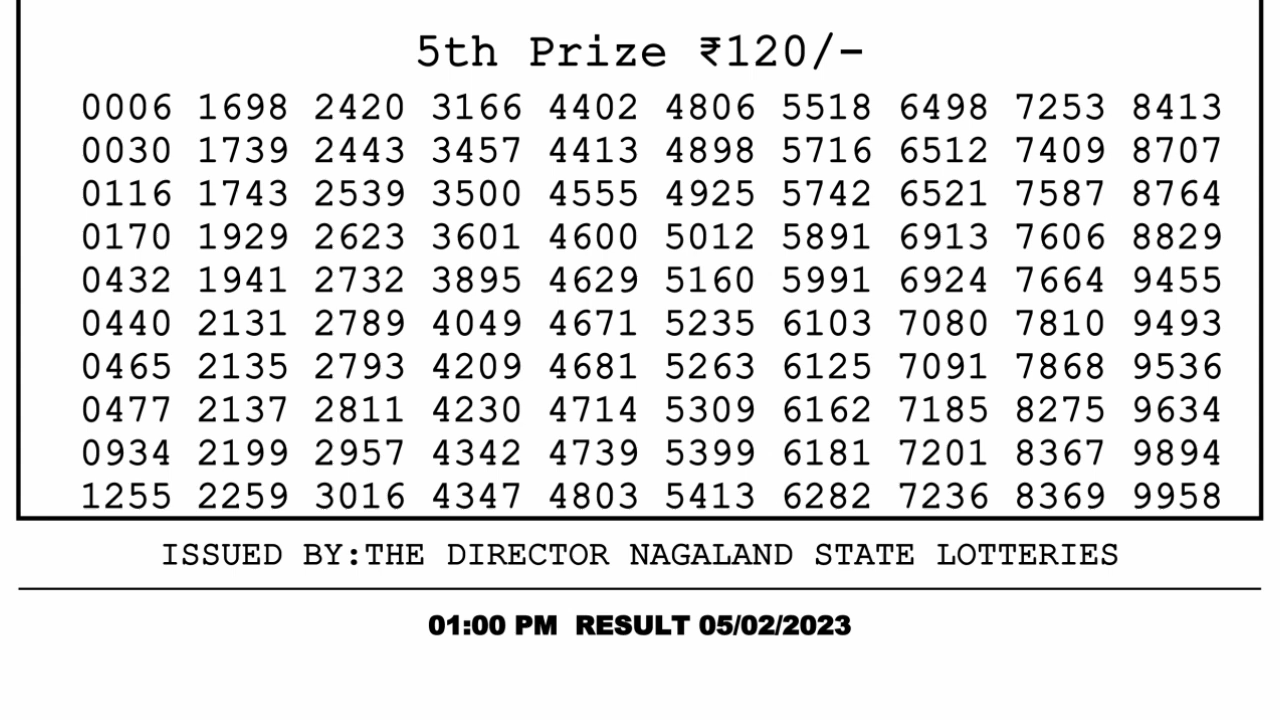 5th Prize ₹120/-
0006 1698 2420 3166 4402 4806 5518 6498 7253 8413
0030 1739 2443 3457 4413 4898 5716 6512 7409 8707
0116 1743 2539 3500 4555 4925 5742 6521 7587 8764
0170 1929 2623 3601 4600 5012 5891 6913 7606 8829
0432 1941 2732 3895 4629 5160 5991 6924 7664 9455
0440 2131 2789 4049 4671 5235 6103 7080 7810 9493
0465 2135 2793 4209 4681 5263 6125 7091 7868 9536
0477 2137 2811 4230 4714 5309 6162 7185 8275 9634
0934 2199 2957 4342 4739 5399 6181 7201 8367 9894
1255 2259 3016 4347 4803 5413 6282 7236 8369 9958
ISSUED BY:THE DIRECTOR NAGALAND STATE LOTTERIES
01:00 PM RESULT 05/02/2023